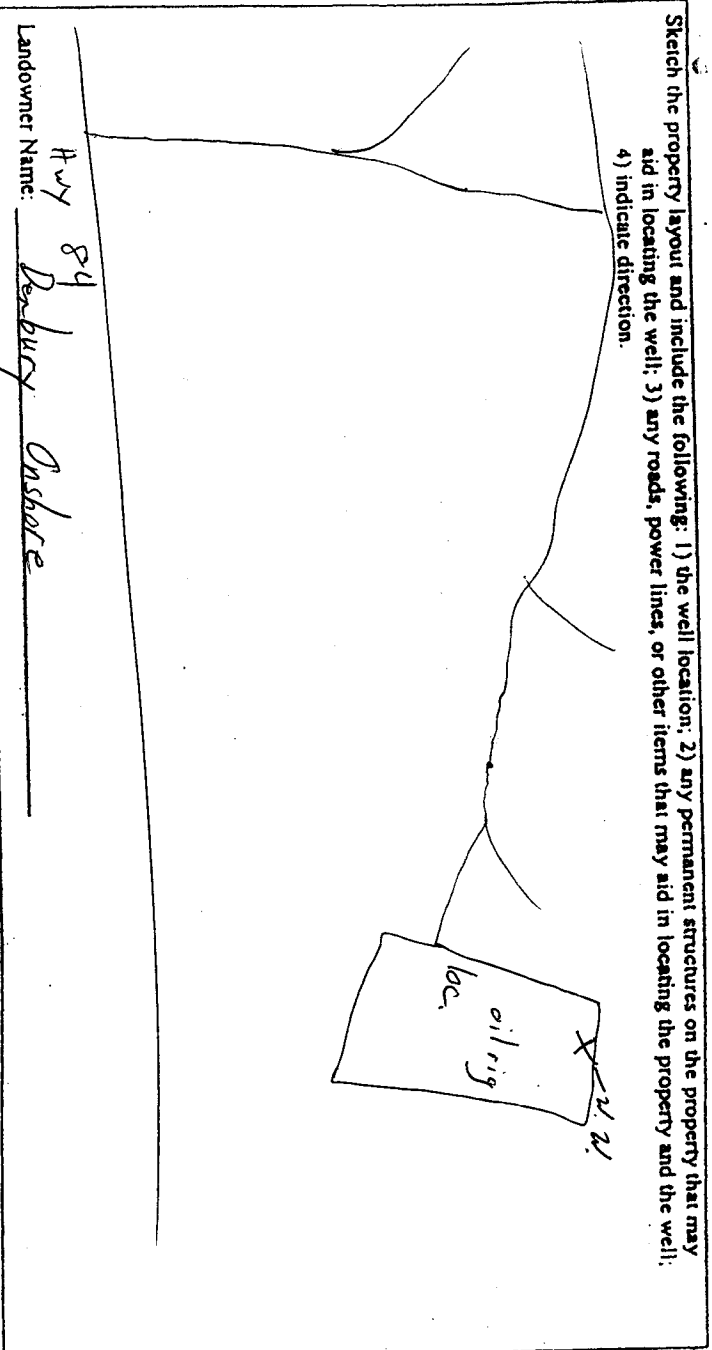 Sketch the property layout and include the following: 1) the well location; 2) any permanent structures on the property that may
aid in locating the well; 3) any roads, power lines, or other items that may aid in locating the property and the well;
4) indicate direction.
X-W.W.
oil rig
loc.
Hwy 84
Landowner Name: Denbury Onshore